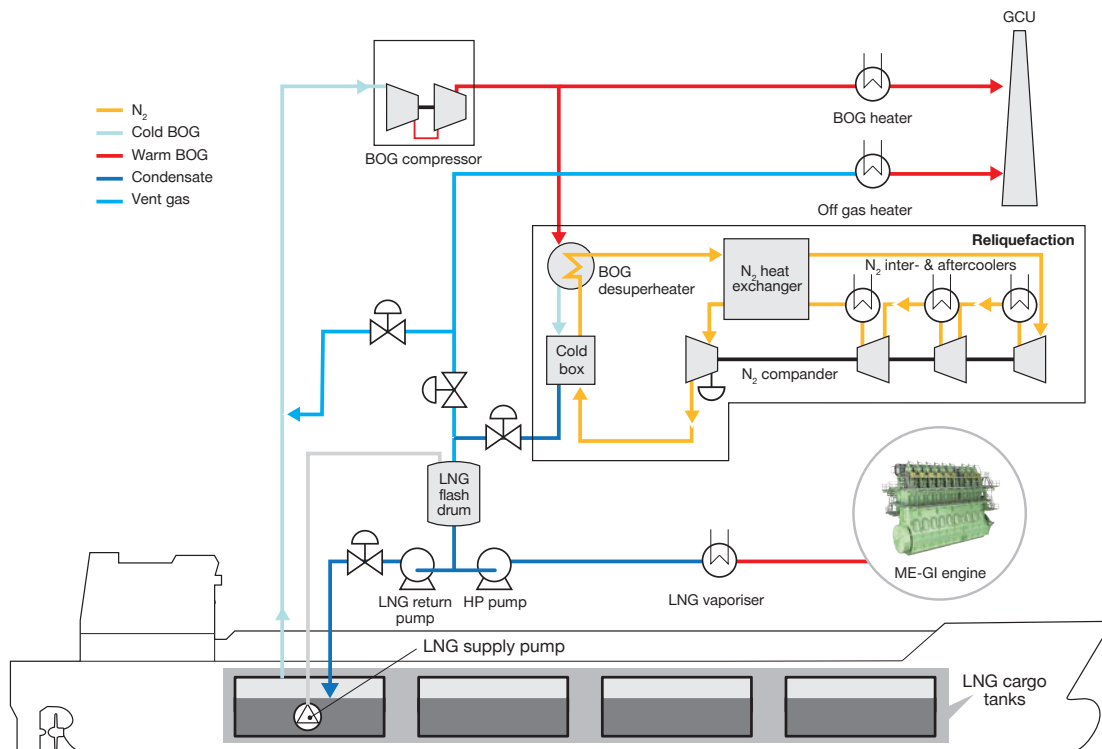 GCU
N₂
Cold BOG
Warm BOG
Condensate
Vent gas
BOG compressor
BOG heater
Off gas heater
Reliquefaction
BOG
desuperheater
N₂ heat
exchanger
N₂ inter- & aftercoolers
Cold
box
N₂ compander
LNG
flash
drum
LNG return
pump
HP pump
LNG vaporiser
ME-GI engine
LNG supply pump
LNG cargo
tanks